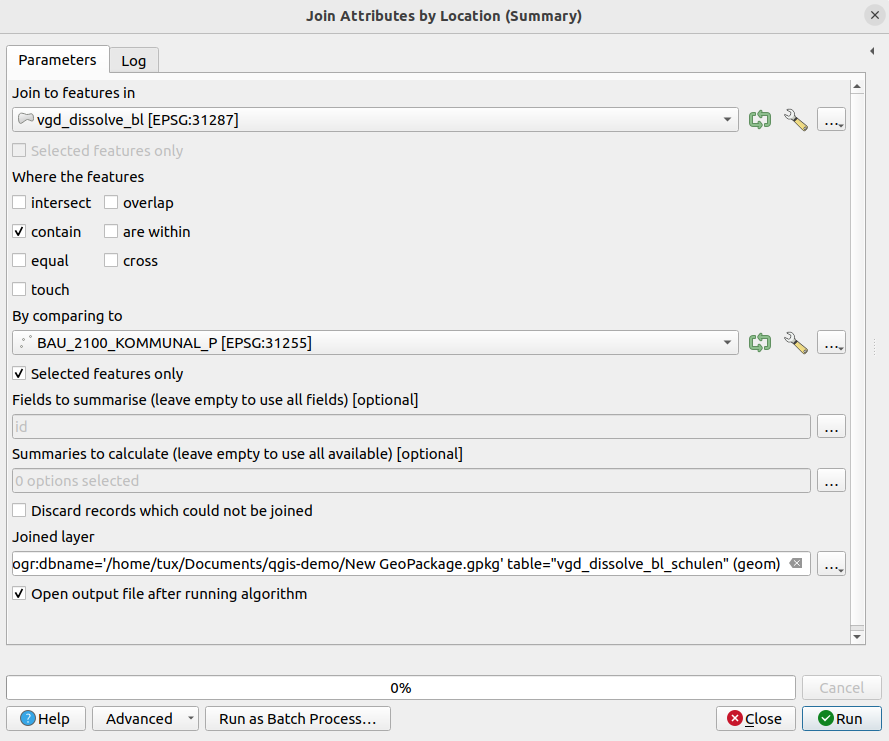 Join Attributes by Location (Summary)
Parameters
Log
Join to features in
vgd_dissolve_bl [EPSG:31287]
...
Selected features only
Where the features
intersect
overlap
contain
are within
equal
cross
touch
By comparing to
BAU_2100_KOMMUNAL_P [EPSG:31255]
...
Selected features only
Fields to summarise (leave empty to use all fields) [optional]
id
...
Summaries to calculate (leave empty to use all available) [optional]
0 options selected
...
Discard records which could not be joined
Joined layer
ogr:dbname='/home/tux/Documents/qgis-demo/New GeoPackage.gpkg' table="vgd_dissolve_bl_schulen" (geom)
...
Open output file after running algorithm
0%
Cancel
Help
Advanced
Run as Batch Process...
Close
Run